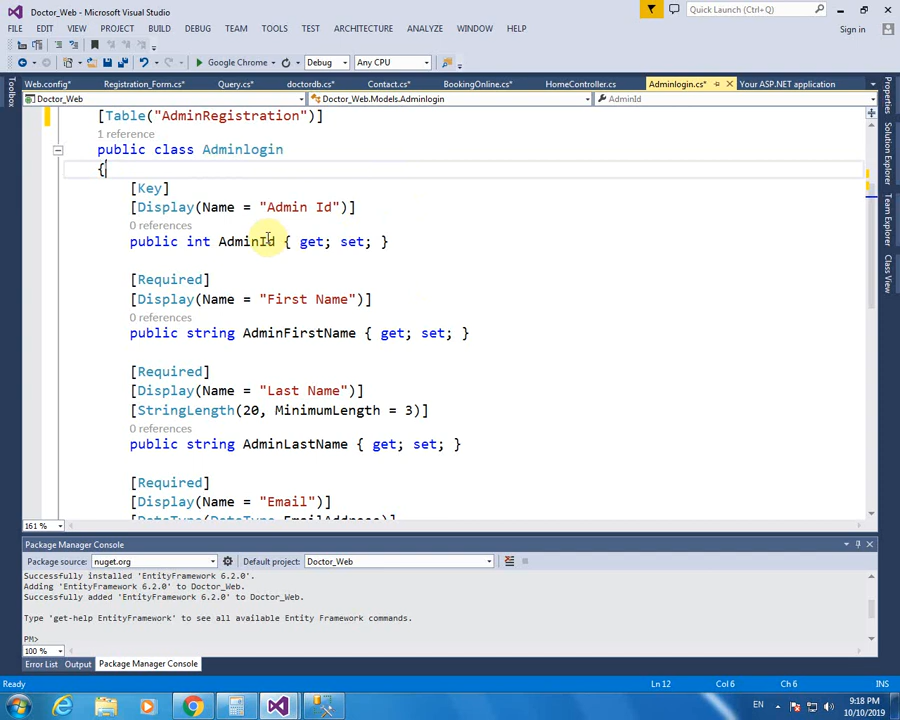 Doctor_Web - Microsoft Visual Studio
Quick Launch (Ctrl+Q)
FILE EDIT VIEW PROJECT BUILD DEBUG TEAM TOOLS TEST ARCHITECTURE ANALYZE WINDOW HELP
Sign in
Google Chrome Debug Any CPU
Web.config* Registration_Form.cs* Query.cs* doctordb.cs* Contact.cs* BookingOnline.cs* HomeController.cs Adminlogin.cs* Your ASP.NET application
Doctor_Web Doctor_Web.Models.Adminlogin AdminId
Toolbox
Properties
Solution Explorer
Team Explorer
Class View
[Table("AdminRegistration")]
1 reference
public class Adminlogin
{
[Key]
[Display(Name = "Admin Id")]
0 references
public int AdminId { get; set; }
[Required]
[Display(Name = "First Name")]
0 references
public string AdminFirstName { get; set; }
[Required]
[Display(Name = "Last Name")]
[StringLength(20, MinimumLength = 3)]
0 references
public string AdminLastName { get; set; }
[Required]
[Display(Name = "Email")]
[DataType(DataType.EmailAddress)]
161 %
Package Manager Console
Package source: nuget.org Default project: Doctor_Web
Successfully installed 'EntityFramework 6.2.0'.
Adding 'EntityFramework 6.2.0' to Doctor_Web.
Successfully added 'EntityFramework 6.2.0' to Doctor_Web.
Type 'get-help EntityFramework' to see all available Entity Framework commands.
PM>
100 %
Error List Output Package Manager Console
Ready Ln 12 Col 6 Ch 6 INS
EN 9:18 PM
10/10/2019